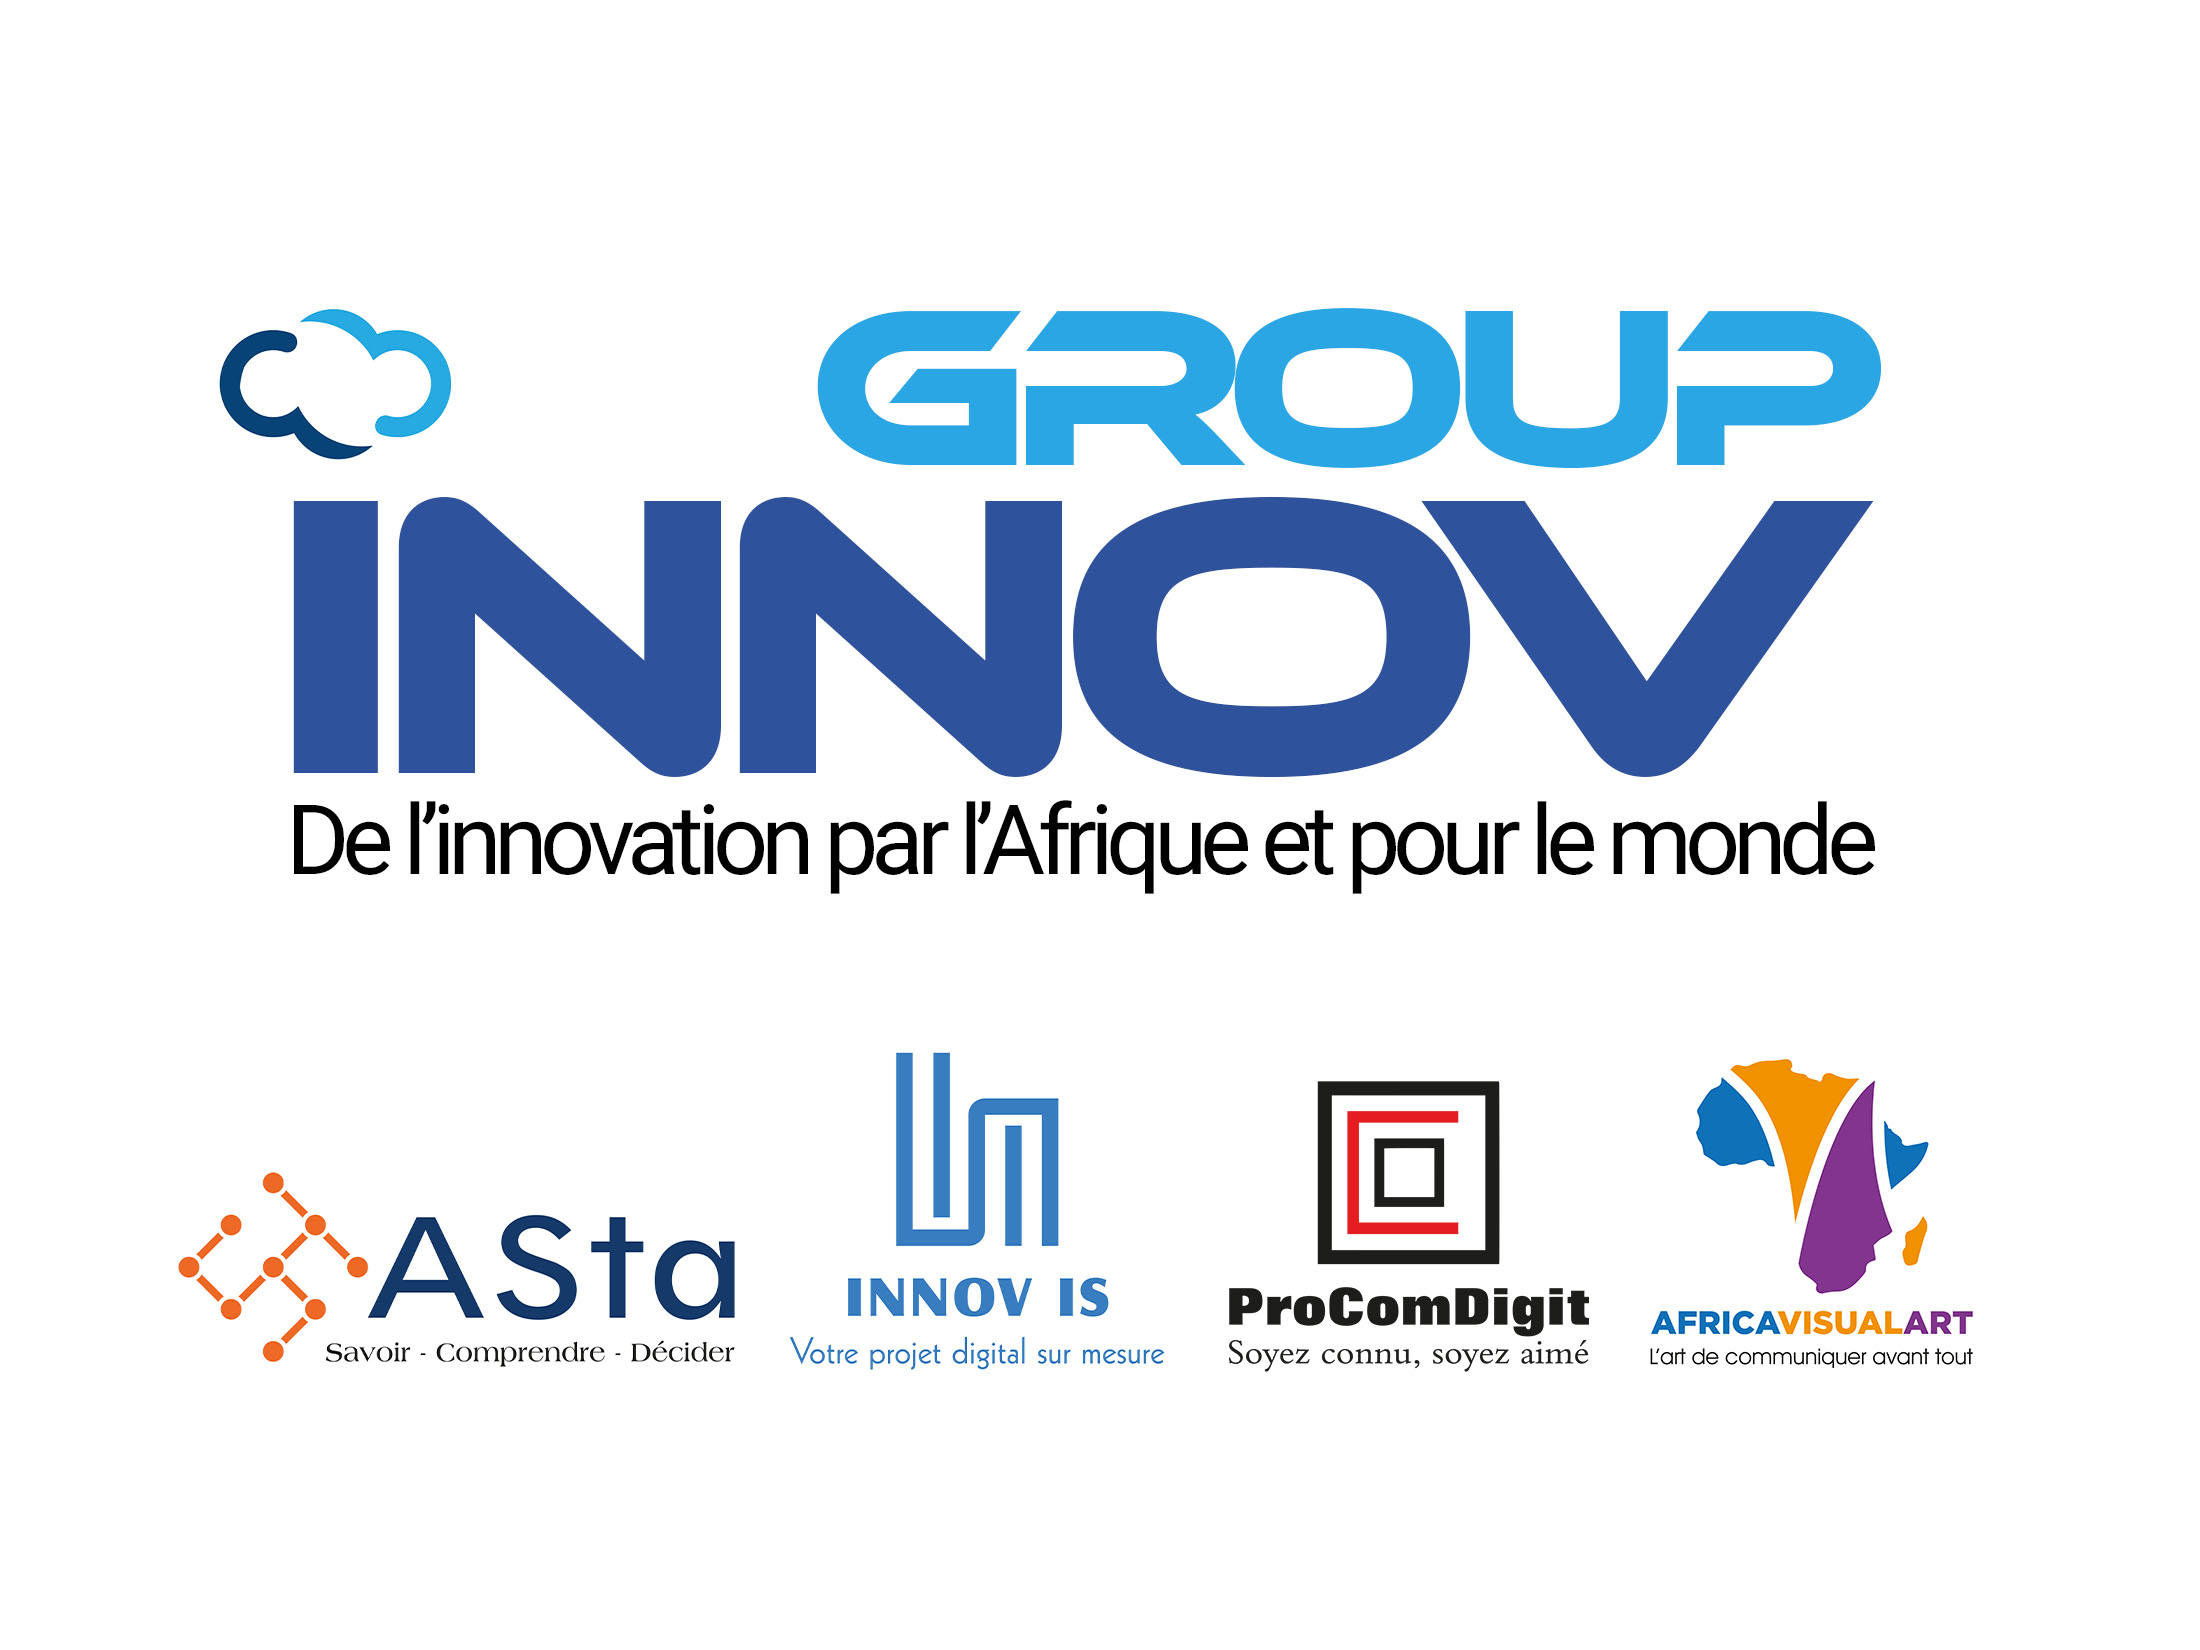 GROUP
INNOV
De l’innovation par l’Afrique et pour le monde
ASta
Savoir - Comprendre - Décider
INNOV IS
Votre projet digital sur mesure
ProComDigit
Soyez connu, soyez aimé
AFRICAVISUALART
L’art de communiquer avant tout